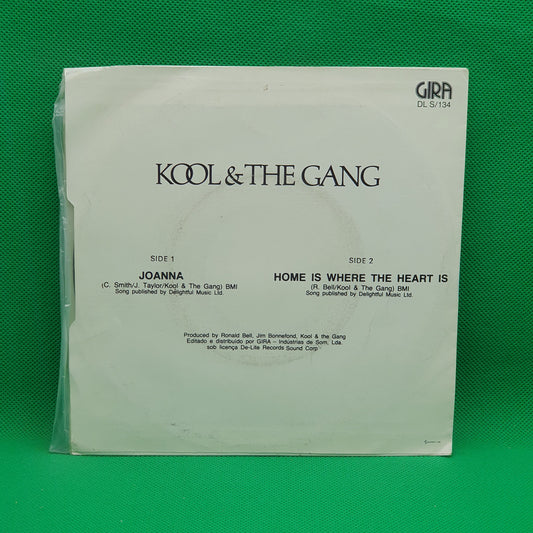 GIRA
DL S/134
KOOL & THE GANG
SIDE 1
JOANNA
(C. Smith/J. Taylor/Kool & The Gang) BMI
Song published by Delightful Music Ltd.
SIDE 2
HOME IS WHERE THE HEART IS
(R. Bell/Kool & The Gang) BMI
Song published by Delightful Music Ltd.
Produced by Ronald Bell, Jim Bonnefond, Kool & the Gang
Editado e distribuído por GIRA – Indústrias de Som, Lda.
sob licença De-Lite Records Sound Corp